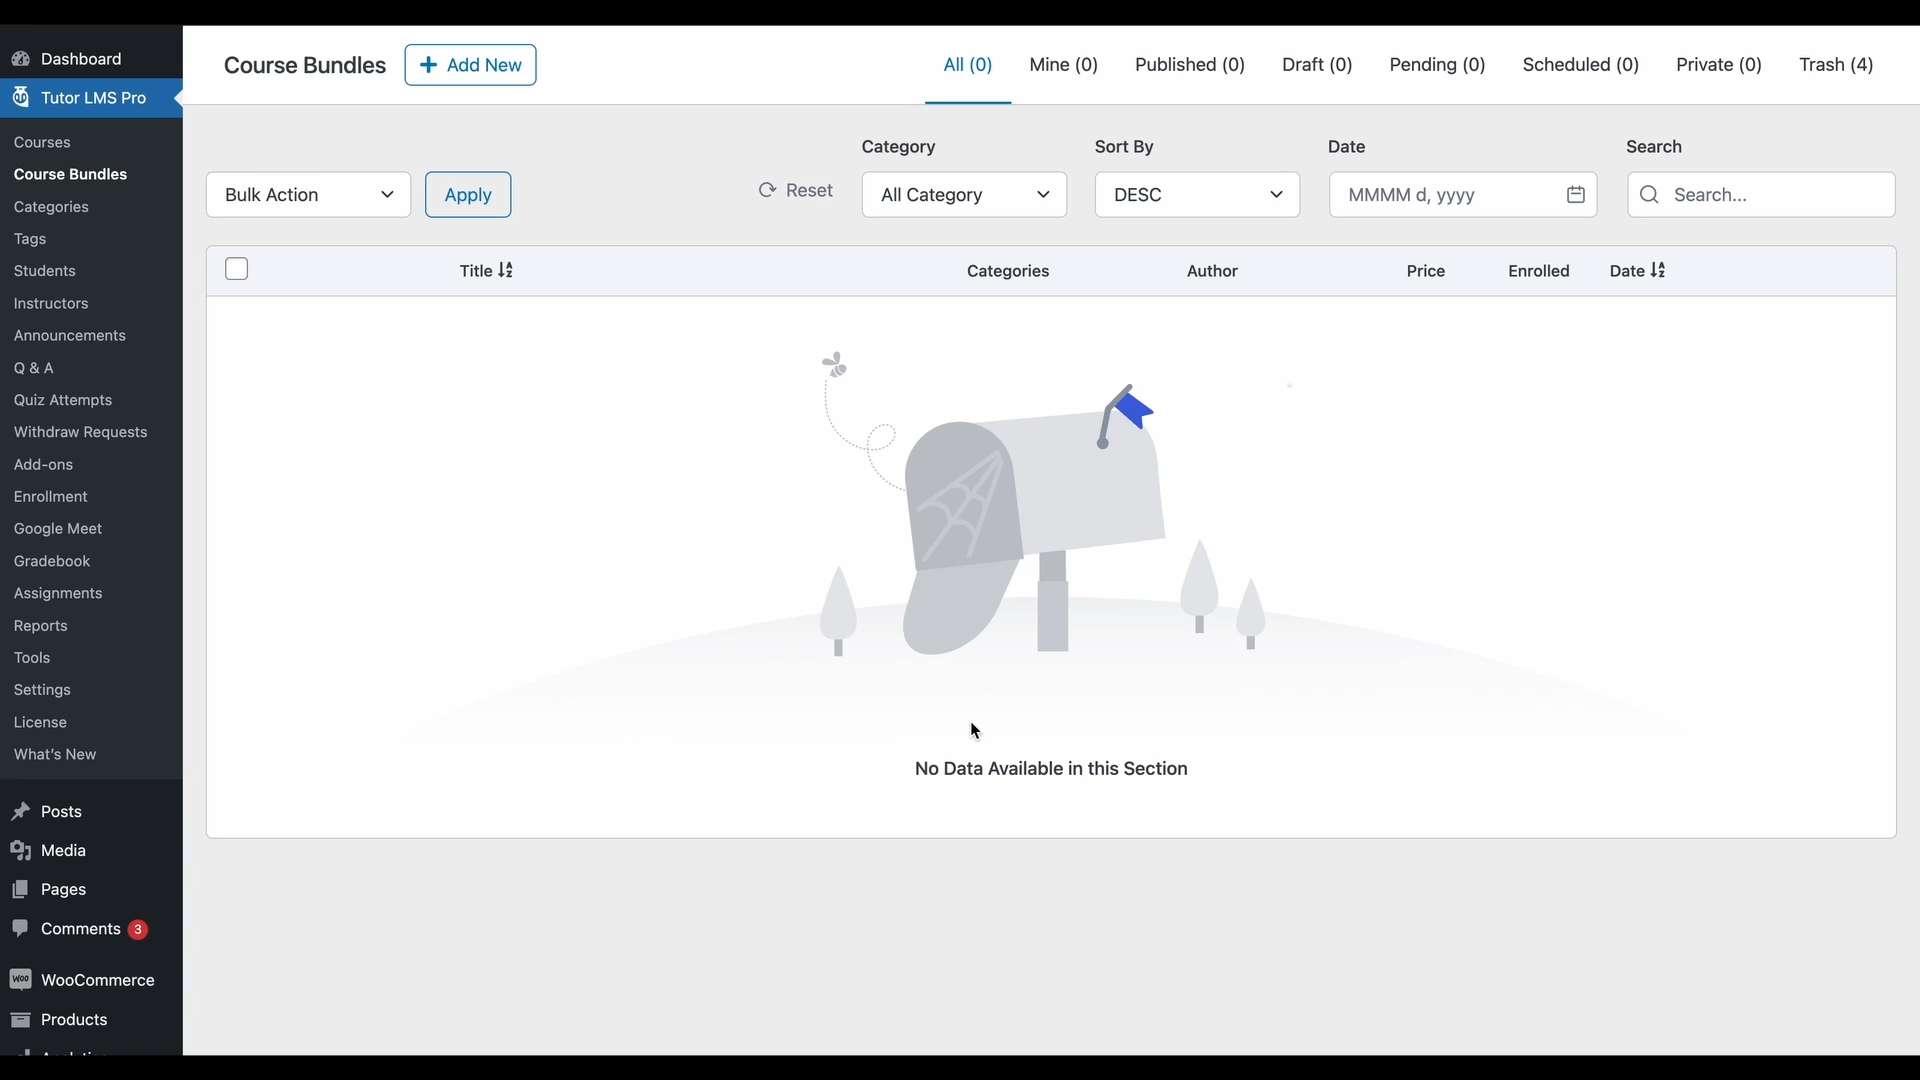 Dashboard
Tutor LMS Pro
Courses
Course Bundles
Categories
Tags
Students
Instructors
Announcements
Q & A
Quiz Attempts
Withdraw Requests
Add-ons
Enrollment
Google Meet
Gradebook
Assignments
Reports
Tools
Settings
License
What's New
Posts
Media
Pages
Comments 3
WooCommerce
Products
Course Bundles
Add New
All (0) Mine (0) Published (0) Draft (0) Pending (0) Scheduled (0) Private (0) Trash (4)
Category Sort By Date Search
Bulk Action Apply Reset All Category DESC MMMM d, yyyy Search...
Title Categories Author Price Enrolled Date
No Data Available in this Section